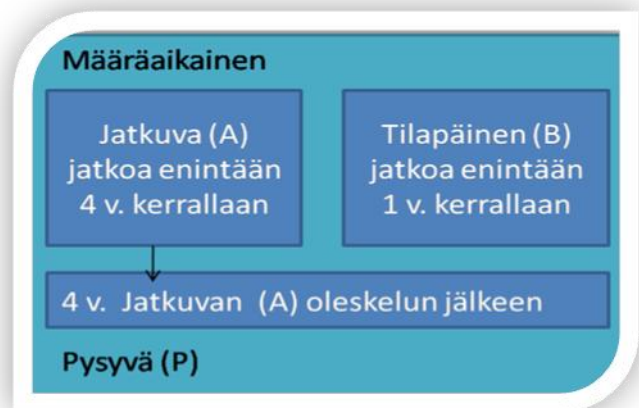 Määräaikainen
Jatkuva (A)
jatkoa enintään
4 v. kerrallaan
Tilapäinen (B)
jatkoa enintään
1 v. kerrallaan
4 v. Jatkuvan (A) oleskelun jälkeen
Pysyvä (P)